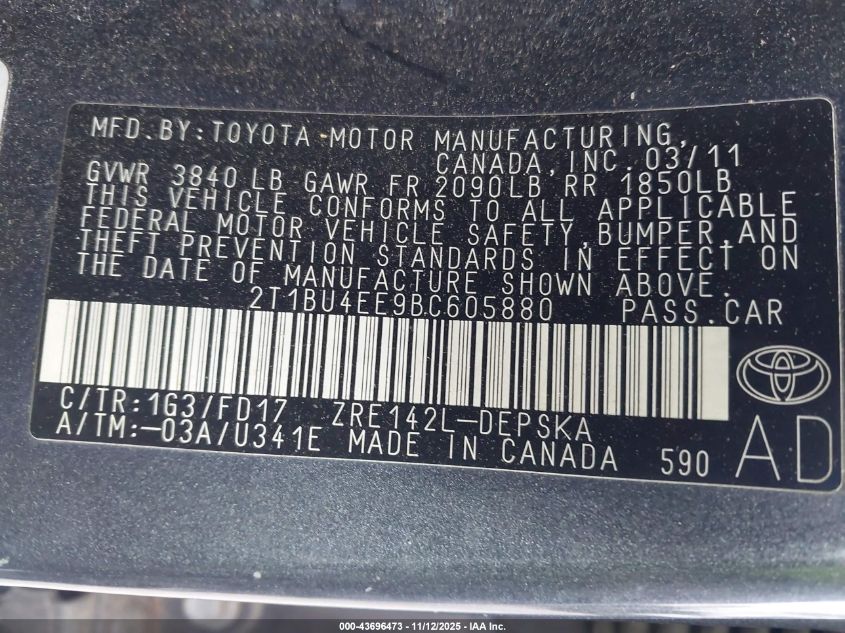 MFD.BY:TOYOTA MOTOR MANUFACTURING,
CANADA,INC. 03/11
GVWR 3840 LB GAWR FR 2090LB RR 1850LB
THIS VEHICLE CONFORMS TO ALL APPLICABLE
FEDERAL MOTOR VEHICLE SAFETY,BUMPER,AND
THEFT PREVENTION STANDARDS IN EFFECT ON
THE DATE OF MANUFACTURE SHOWN ABOVE.
2T1BU4EE9BC605880 PASS.CAR
C/TR:1G3/FD17 ZRE142L-DEPSKA
A/TM:-03A/U341E MADE IN CANADA 590 AD
000-43696473 - 11/12/2025 - IAA Inc.